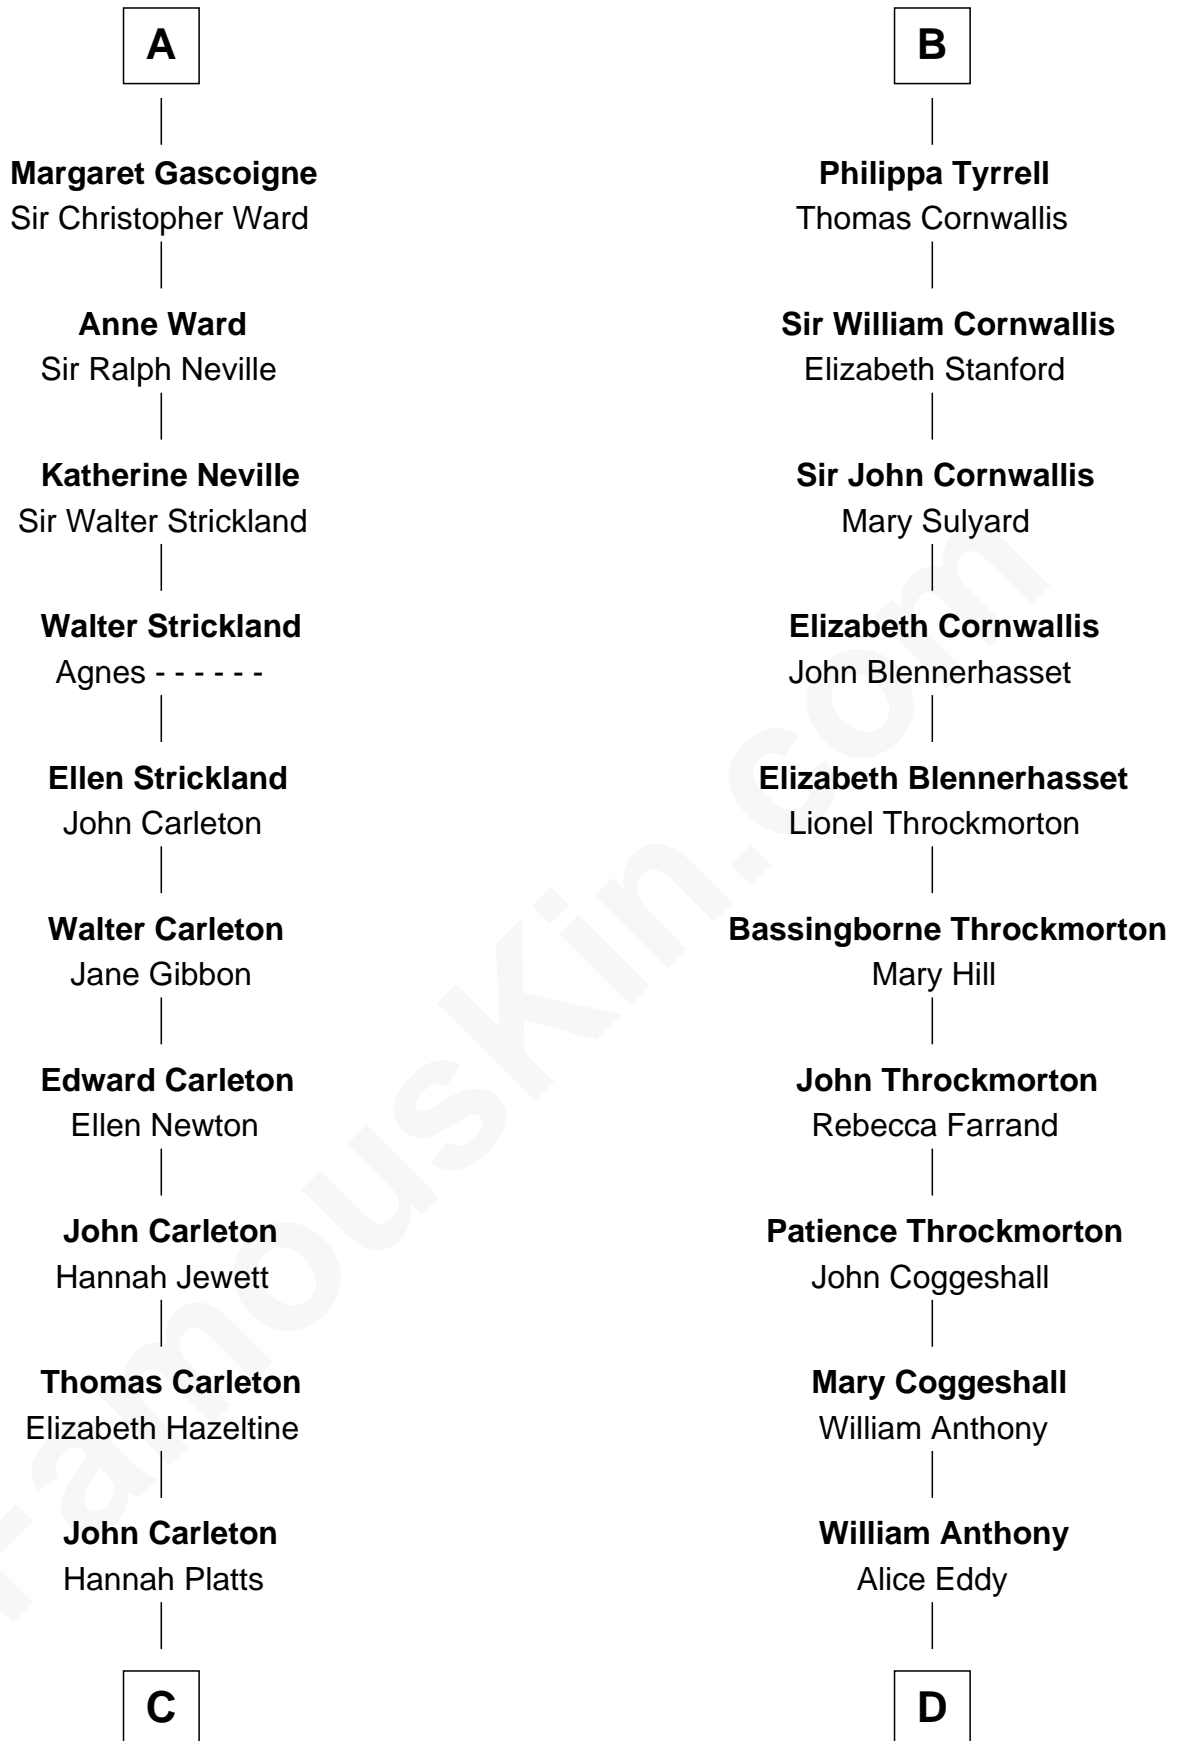 A
Margaret Gascoigne
Sir Christopher Ward
Anne Ward
Sir Ralph Neville
Katherine Neville
Sir Walter Strickland
Walter Strickland
Agnes - - - - - -
Ellen Strickland
John Carleton
Walter Carleton
Jane Gibbon
Edward Carleton
Ellen Newton
John Carleton
Hannah Jewett
Thomas Carleton
Elizabeth Hazeltine
John Carleton
Hannah Platts
C
B
Philippa Tyrrell
Thomas Cornwallis
Sir William Cornwallis
Elizabeth Stanford
Sir John Cornwallis
Mary Sulyard
Elizabeth Cornwallis
John Blennerhasset
Elizabeth Blennerhasset
Lionel Throckmorton
Bassingborne Throckmorton
Mary Hill
John Throckmorton
Rebecca Farrand
Patience Throckmorton
John Coggeshall
Mary Coggeshall
William Anthony
William Anthony
Alice Eddy
D
FamousKin.com